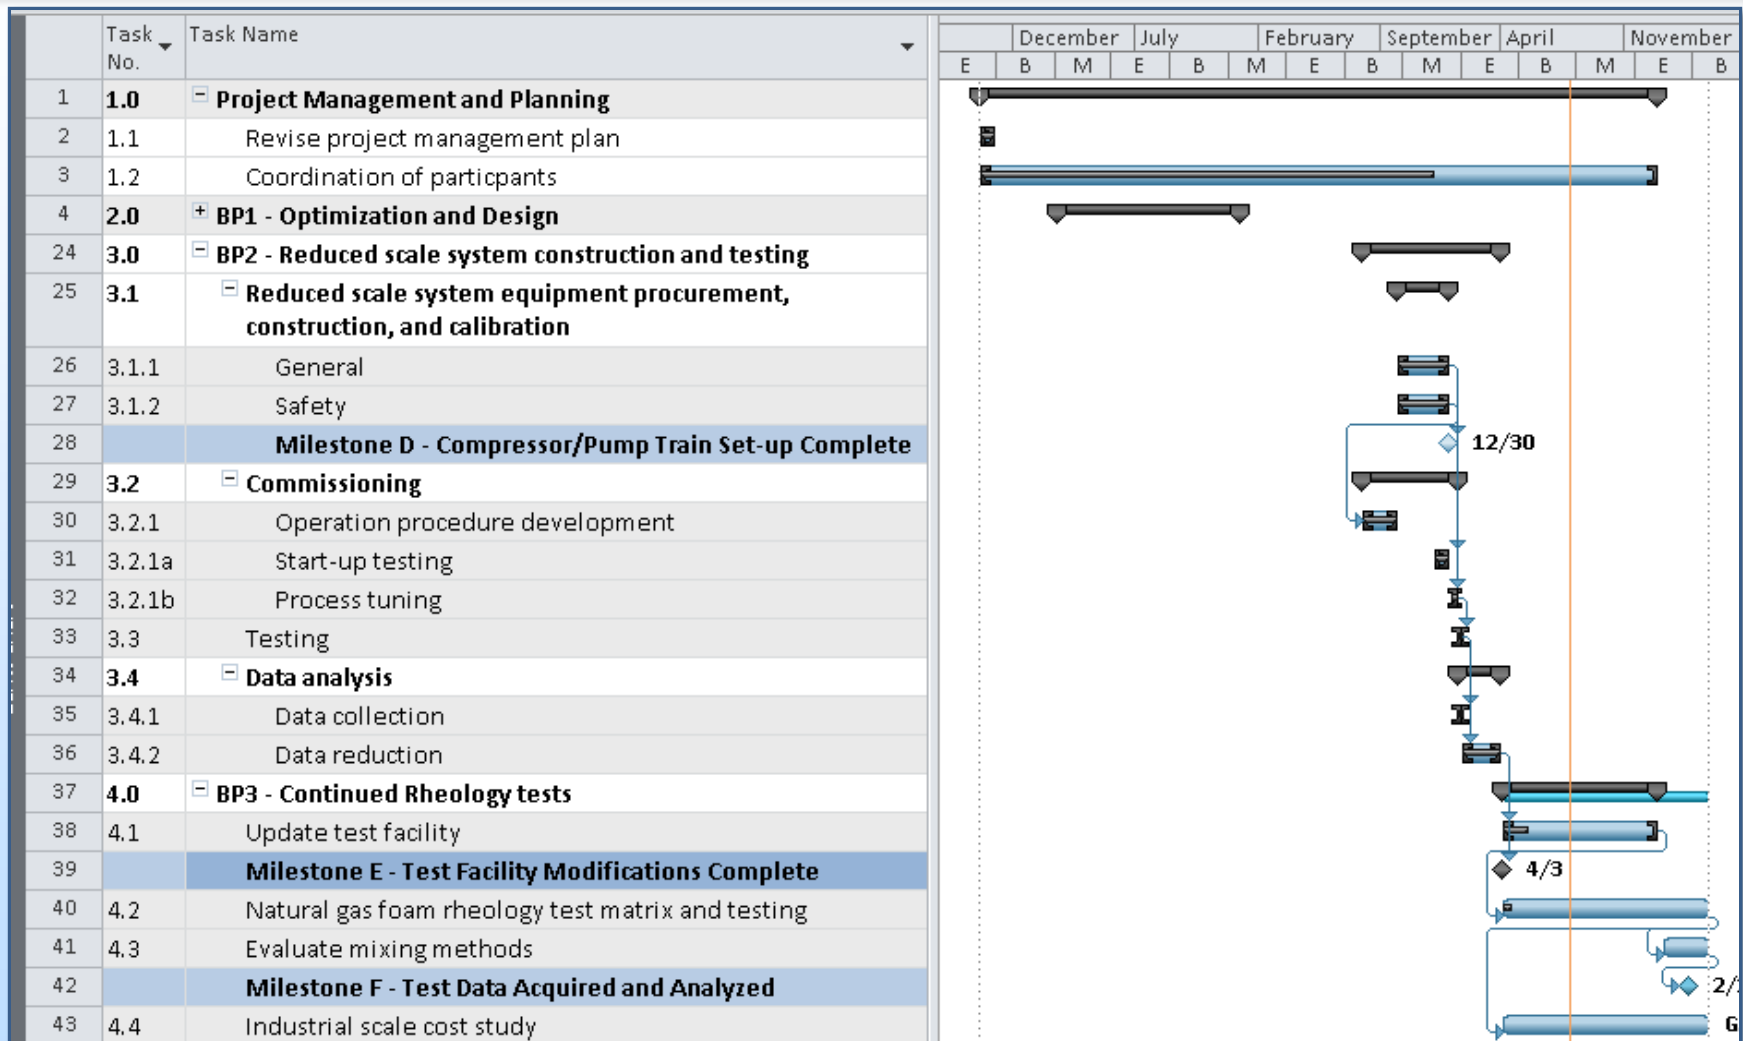 Task No. Task Name
December July February September April November
E B M E B M E B M E B M E B
1 1.0 Project Management and Planning
2 1.1 Revise project management plan
3 1.2 Coordination of particpants
4 2.0 BP1 - Optimization and Design
24 3.0 BP2 - Reduced scale system construction and testing
25 3.1 Reduced scale system equipment procurement,
construction, and calibration
26 3.1.1 General
27 3.1.2 Safety
28 Milestone D - Compressor/Pump Train Set-up Complete 12/30
29 3.2 Commissioning
30 3.2.1 Operation procedure development
31 3.2.1a Start-up testing
32 3.2.1b Process tuning
33 3.3 Testing
34 3.4 Data analysis
35 3.4.1 Data collection
36 3.4.2 Data reduction
37 4.0 BP3 - Continued Rheology tests
38 4.1 Update test facility
39 Milestone E - Test Facility Modifications Complete 4/3
40 4.2 Natural gas foam rheology test matrix and testing
41 4.3 Evaluate mixing methods
42 Milestone F - Test Data Acquired and Analyzed 2/
43 4.4 Industrial scale cost study G